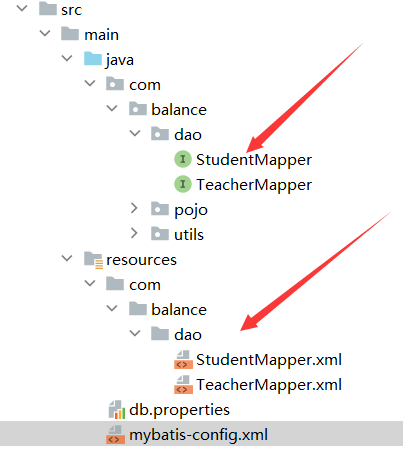 src
main
java
com
balance
dao
StudentMapper
TeacherMapper
pojo
utils
resources
com
balance
dao
StudentMapper.xml
TeacherMapper.xml
db.properties
mybatis-config.xml